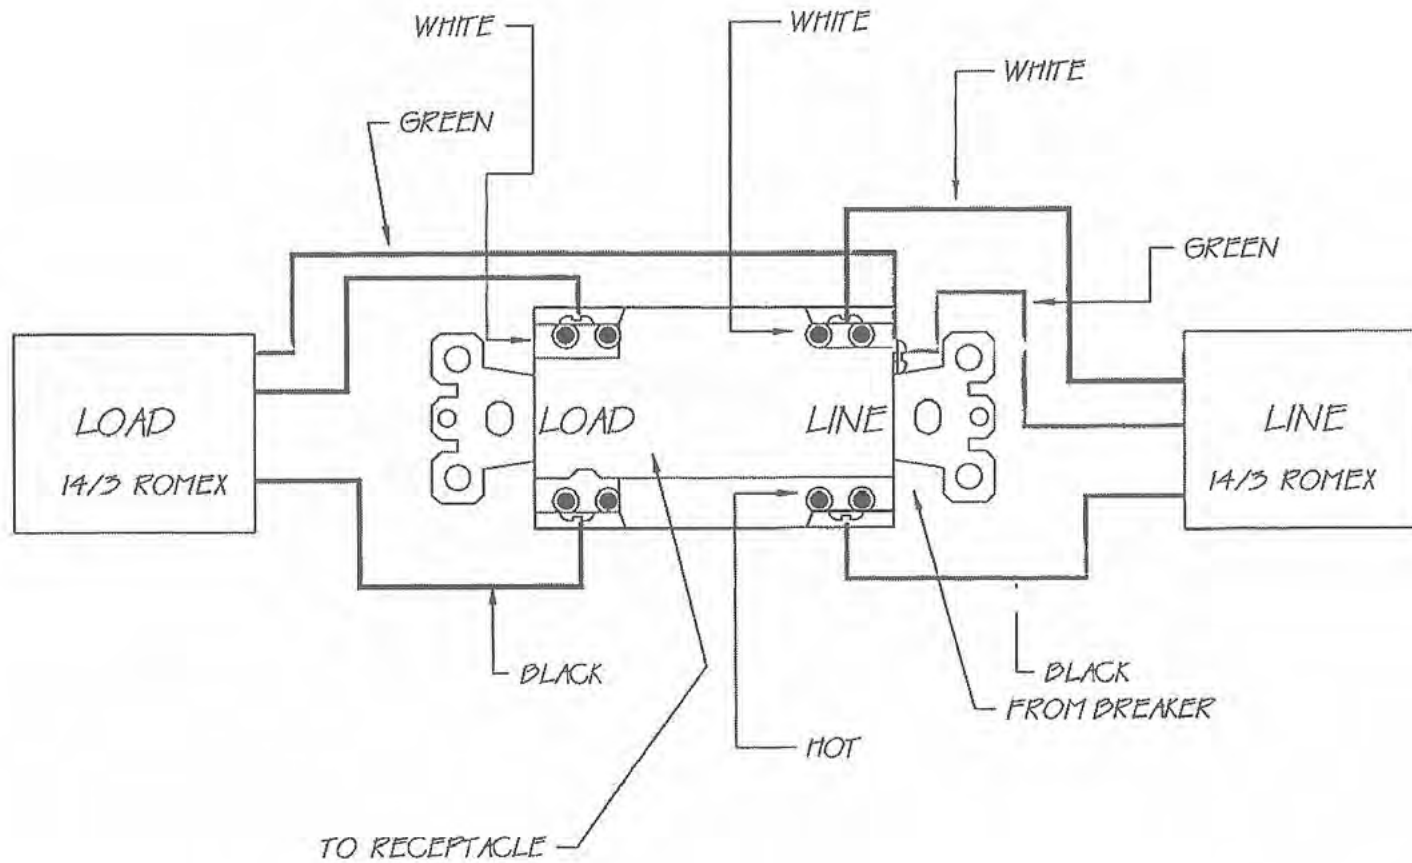 WHITE
WHITE
WHITE
GREEN
GREEN
LOAD
14/3 ROMEX
LOAD
LINE
LINE
14/3 ROMEX
BLACK
BLACK
FROM BREAKER
HOT
TO RECEPTACLE